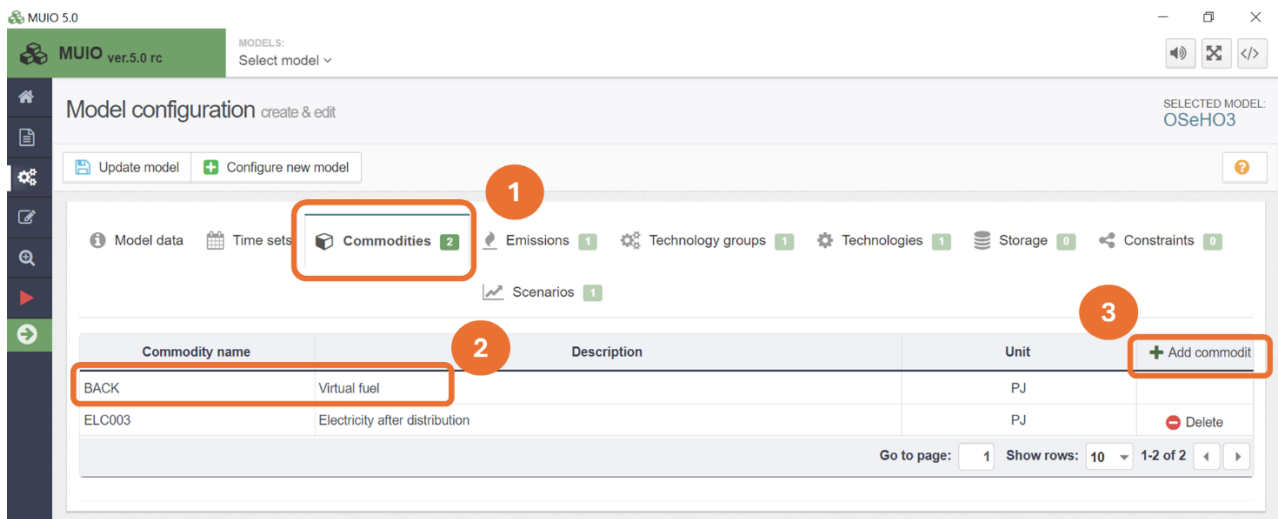 MUIO 5.0
MUIO ver.5.0 rc
MODELS:
Select model
</>
Model configuration create & edit
SELECTED MODEL:
OSeHO3
Update model
Configure new model
?
1
Model data
Time sets
Commodities 2
Emissions 1
Technology groups 1
Technologies 1
Storage 0
Constraints 0
Scenarios 1
2
3
Commodity name
Description
Unit
Add commodit
BACK
Virtual fuel
PJ
ELC003
Electricity after distribution
PJ
Delete
Go to page: 1 Show rows: 10 1-2 of 2